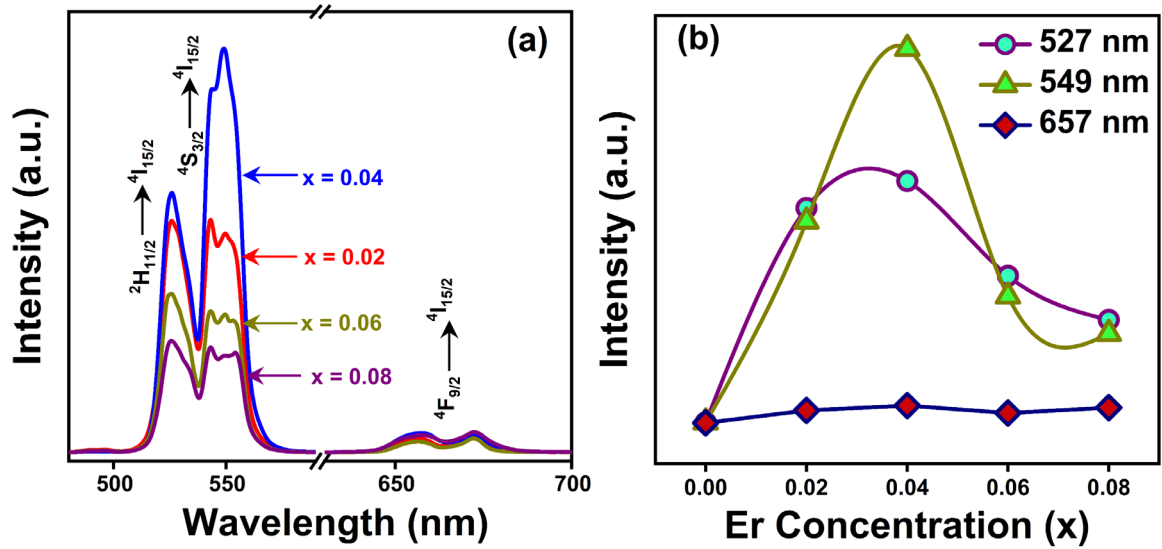 (a)
⁴I₁₅/₂
⁴S₃/₂
⁴I₁₅/₂
²H₁₁/₂
x = 0.04
x = 0.02
x = 0.06
x = 0.08
⁴I₁₅/₂
⁴F₉/₂
Intensity (a.u.)
500
550
650
700
Wavelength (nm)
(b)
527 nm
549 nm
657 nm
Intensity (a.u.)
0.00
0.02
0.04
0.06
0.08
Er Concentration (x)